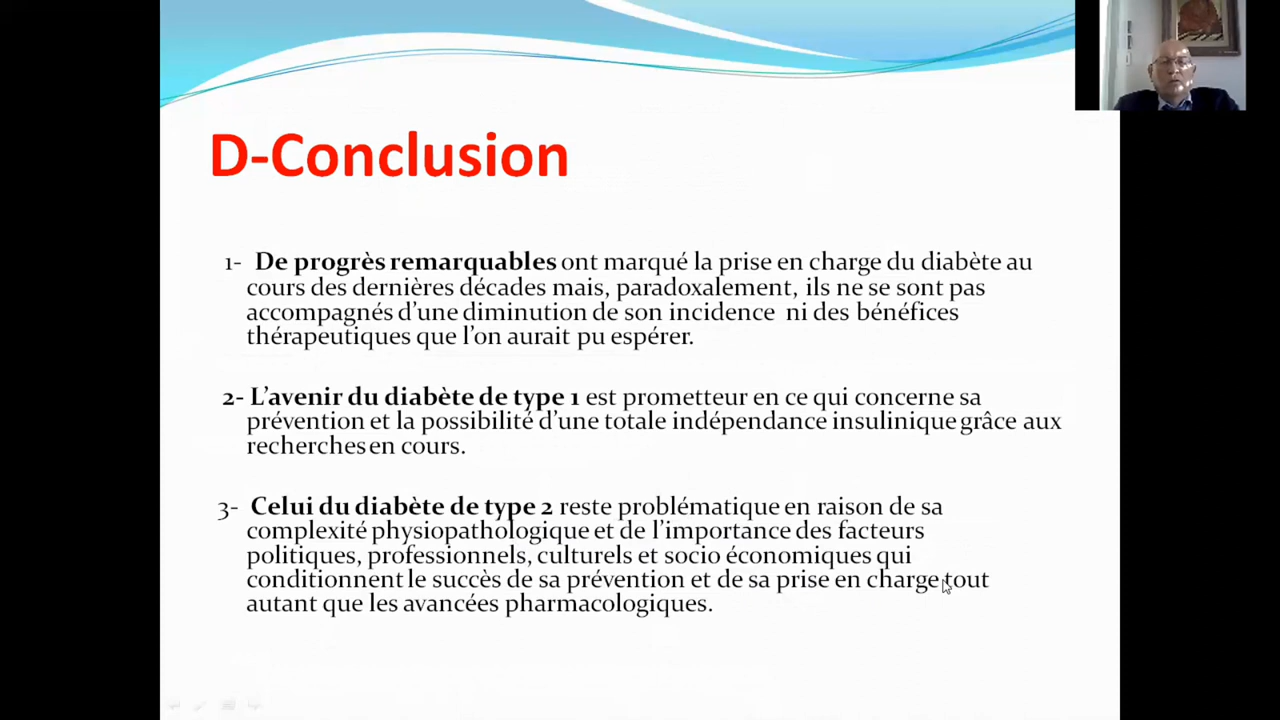 D-Conclusion
1- De progrès remarquables ont marqué la prise en charge du diabète au
cours des dernières décades mais, paradoxalement, ils ne se sont pas
accompagnés d'une diminution de son incidence ni des bénéfices
thérapeutiques que l'on aurait pu espérer.
2- L'avenir du diabète de type 1 est prometteur en ce qui concerne sa
prévention et la possibilité d'une totale indépendance insulinique grâce aux
recherches en cours.
3- Celui du diabète de type 2 reste problématique en raison de sa
complexité physiopathologique et de l'importance des facteurs
politiques, professionnels, culturels et socio économiques qui
conditionnent le succès de sa prévention et de sa prise en charge tout
autant que les avancées pharmacologiques.